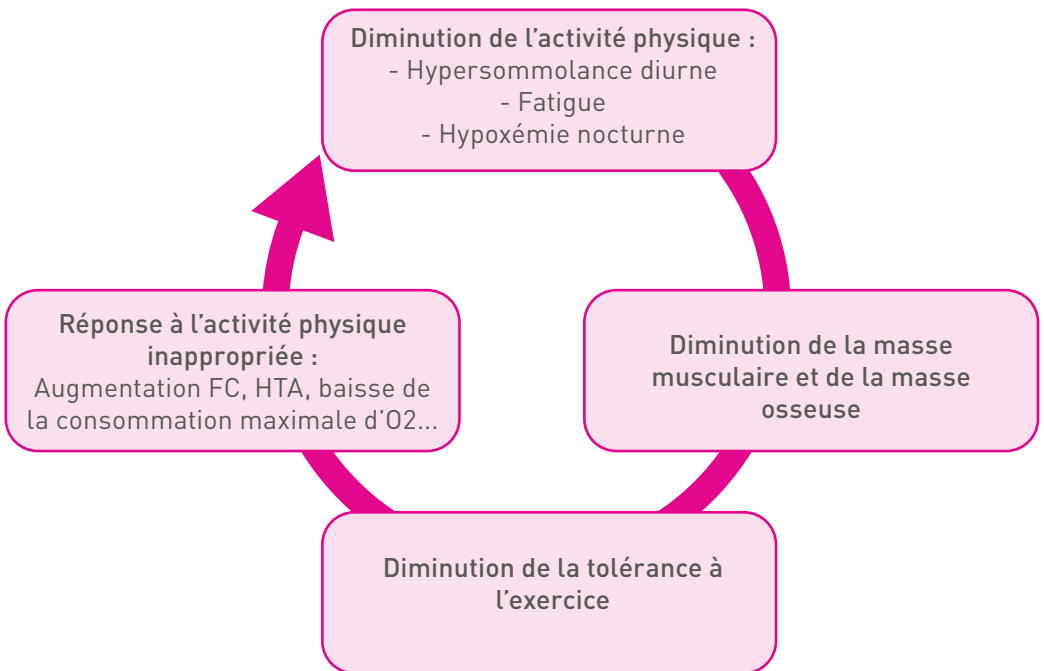 Diminution de l’activité physique :
- Hypersommolance diurne
- Fatigue
- Hypoxémie nocturne
Diminution de la masse
musculaire et de la masse
osseuse
Diminution de la tolérance à
l’exercice
Réponse à l’activité physique
inappropriée :
Augmentation FC, HTA, baisse de
la consommation maximale d’O2...